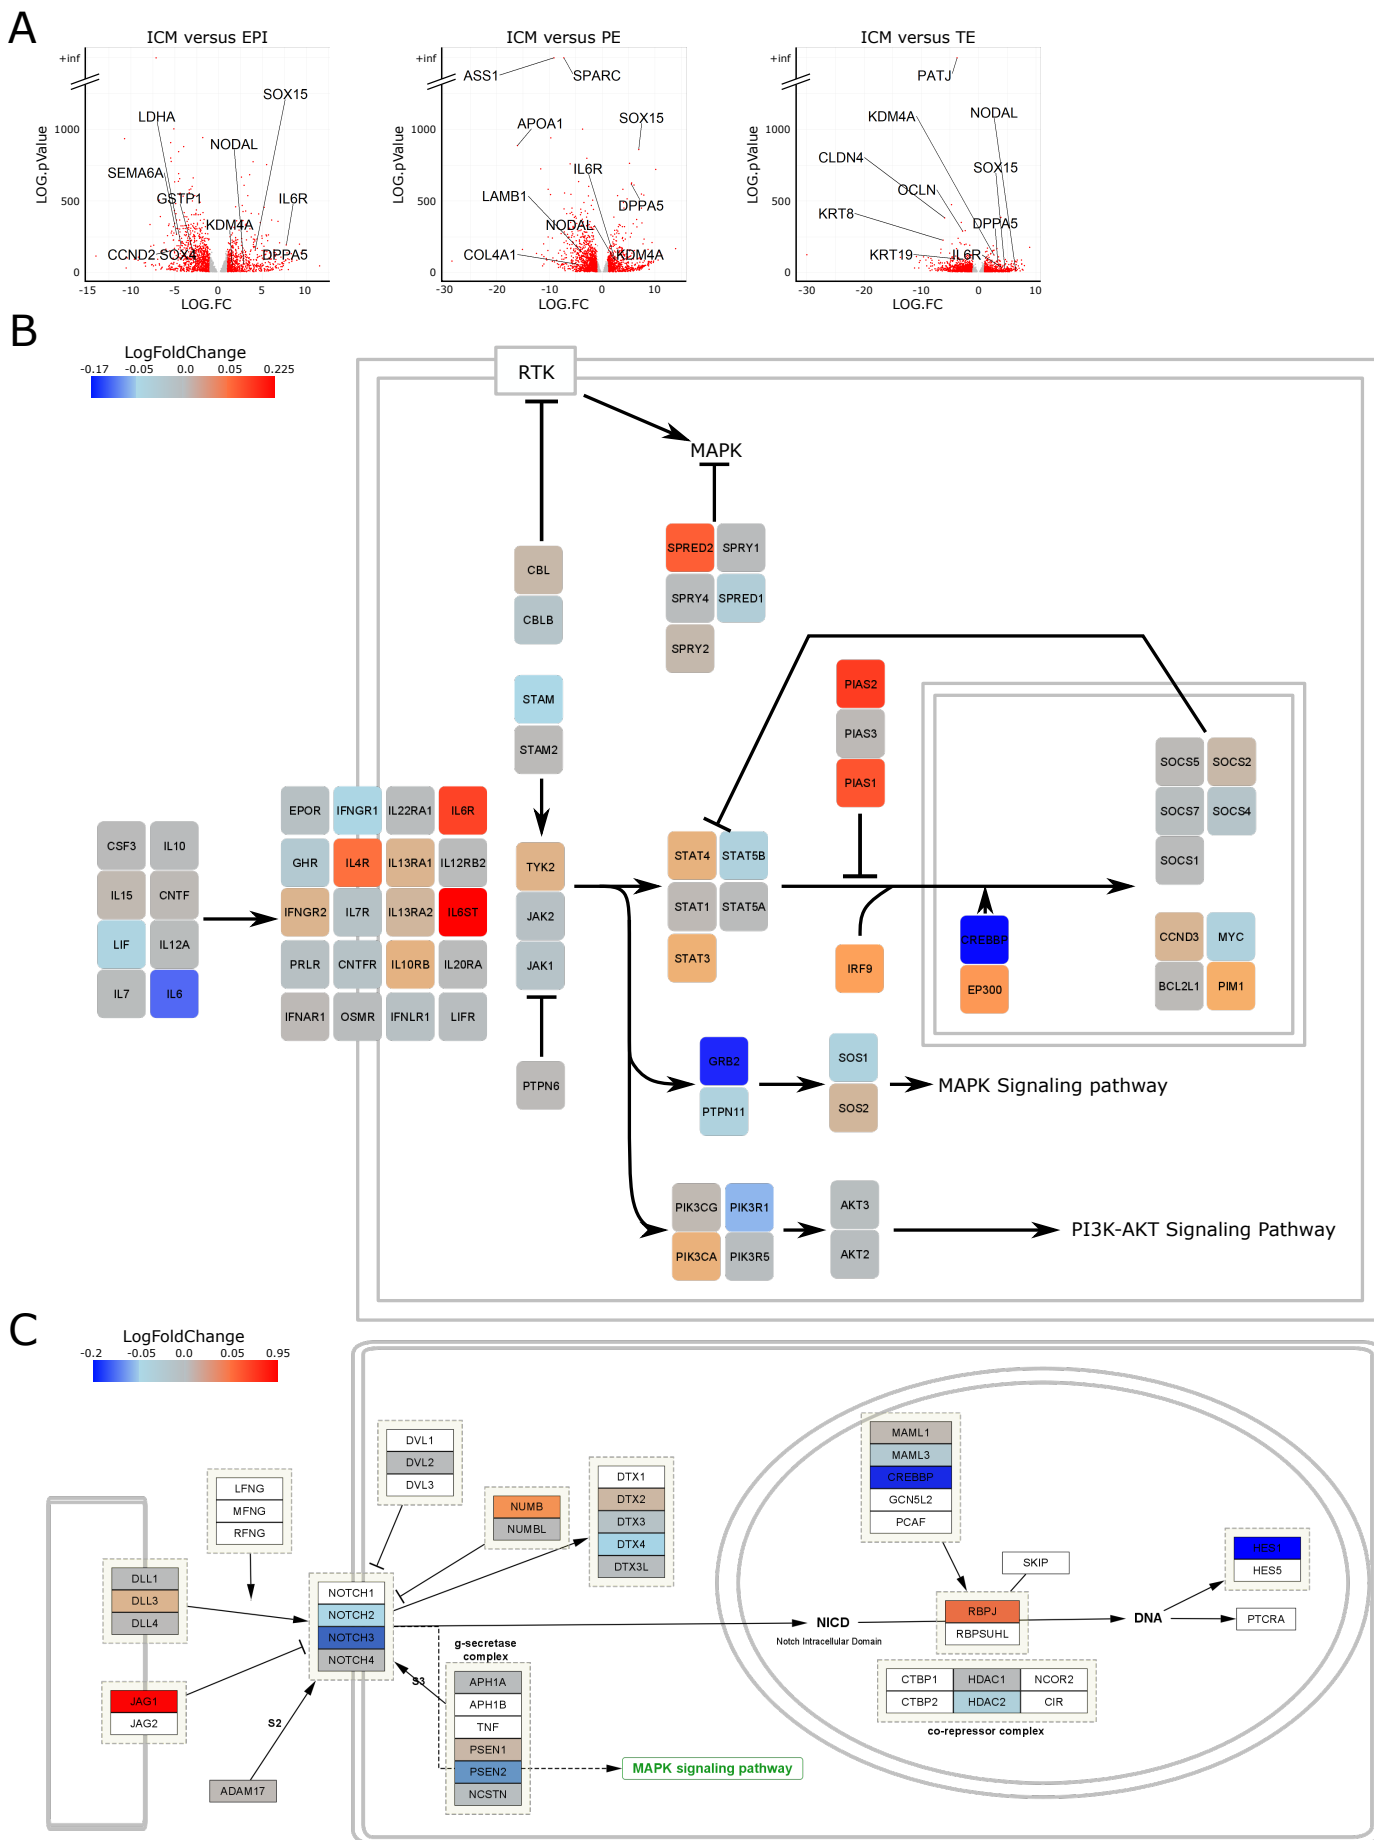 A
ICM versus EPI
ICM versus PE
ICM versus TE
+inf
1000
500
0
LOG.pValue
-15
-10
-5
0
5
10
LOG.FC
SOX15
LDHA
NODAL
SEMA6A
GSTP1
IL6R
KDM4A
CCND2
SOX4
DPPA5
+inf
1000
500
0
LOG.pValue
-30
-20
-10
0
10
LOG.FC
ASS1
SPARC
APOA1
SOX15
IL6R
LAMB1
DPPA5
NODAL
COL4A1
KDM4A
+inf
1000
500
0
LOG.pValue
-30
-20
-10
0
10
LOG.FC
PATJ
KDM4A
NODAL
CLDN4
SOX15
OCLN
KRT8
DPPA5
KRT19
IL6R
B
LogFoldChange
-0.17 -0.05 0.0 0.05 0.225
RTK
MAPK
SPRED2 SPRY1
SPRY4 SPRED1
SPRY2
CBL
CBLB
STAM
STAM2
PIAS2
PIAS3
PIAS1
SOCS5 SOCS2
SOCS7 SOCS4
SOCS1
CSF3 IL10
IL15 CNTF
LIF IL12A
IL7 IL6
EPOR IFNGR1 IL22RA1 IL6R
GHR IL4R IL13RA1 IL12RB2
IFNGR2 IL7R IL13RA2 IL6ST
PRLR CNTFR IL10RB IL20RA
IFNAR1 OSMR IFNLR1 LIFR
TYK2
JAK2
JAK1
PTPN6
STAT4 STAT5B
STAT1 STAT5A
STAT3
IRF9
CREBBP
EP300
CCND3 MYC
BCL2L1 PIM1
GRB2
PTPN11
SOS1
SOS2
MAPK Signaling pathway
PIK3CG PIK3R1
PIK3CA PIK3R5
AKT3
AKT2
PI3K-AKT Signaling Pathway
C
LogFoldChange
-0.2 -0.05 0.0 0.05 0.95
LFNG
MFNG
RFNG
DVL1
DVL2
DVL3
NUMB
NUMBL
DTX1
DTX2
DTX3
DTX4
DTX3L
MAML1
MAML3
CREBBP
GCN5L2
PCAF
SKIP
HES1
HES5
DLL1
DLL3
DLL4
NOTCH1
NOTCH2
NOTCH3
NOTCH4
NICD
Notch Intracellular Domain
RBPJ
RBPSUHL
DNA
PTCRA
JAG1
JAG2
S2
S3
ADAM17
g-secretase
complex
APH1A
APH1B
TNF
PSEN1
PSEN2
NCSTN
MAPK signaling pathway
CTBP1 HDAC1 NCOR2
CTBP2 HDAC2 CIR
co-repressor complex